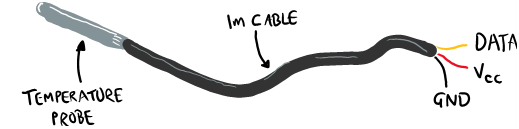 1M CABLE
DATA
Vcc
GND
TEMPERATURE
PROBE